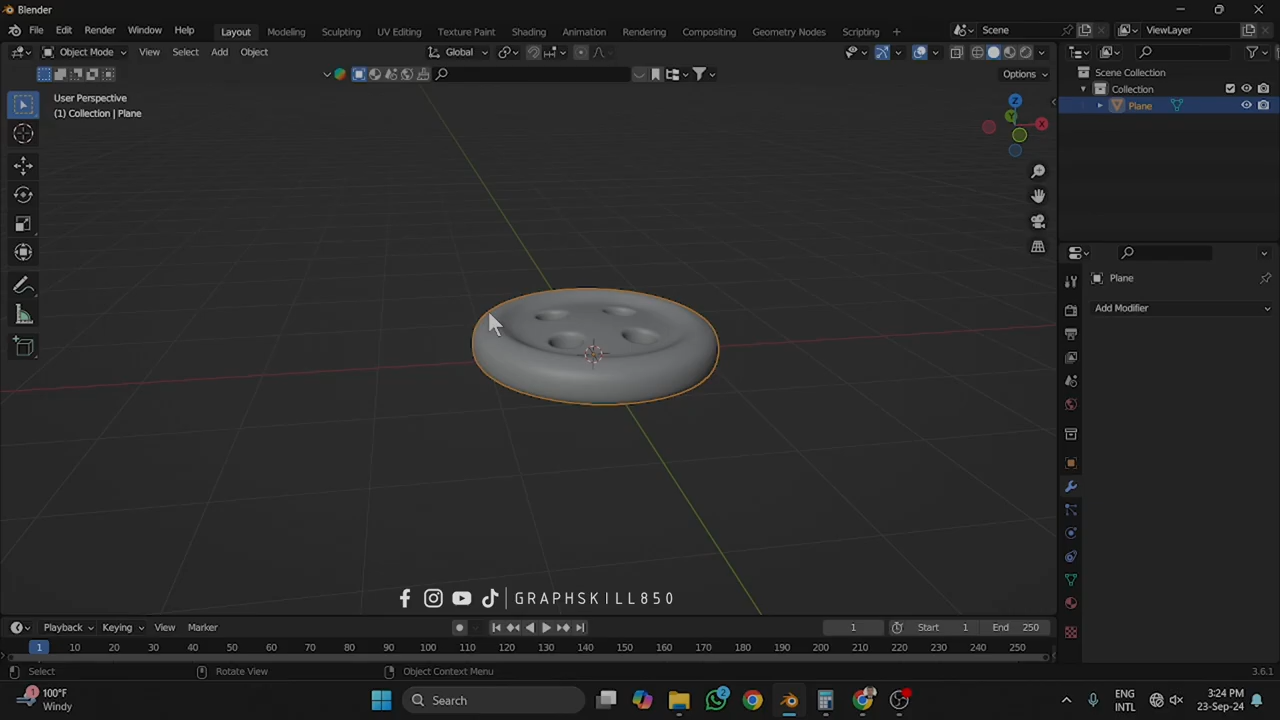 Blender
File Edit Render Window Help
Layout Modeling Sculpting UV Editing Texture Paint Shading Animation Rendering Compositing Geometry Nodes Scripting +
Scene
ViewLayer
Object Mode View Select Add Object
Global
Options
User Perspective
(1) Collection | Plane
Z
Y
X
Scene Collection
Collection
Plane
Plane
Add Modifier
GRAPHSKILL850
Playback Keying View Marker
1
Start 1
End 250
1 10 20 30 40 50 60 70 80 90 100 110 120 130 140 150 160 170 180 190 200 210 220 230 240 250
Select
Rotate View
Object Context Menu
3.6.1
100°F
Windy
1
Search
2
ENG
INTL
3:24 PM
23-Sep-24